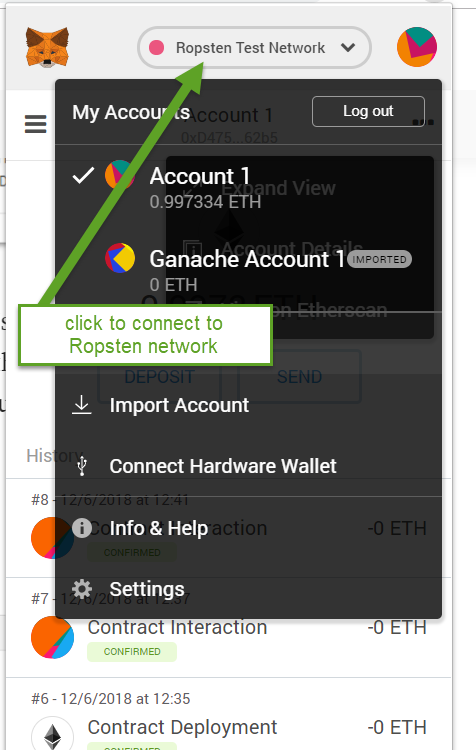 Ropsten Test Network
My Accounts
Account 1
Log out
0xD475...62b5
Account 1
0.997334 ETH
Expand View
Account Details
Ganache Account 1
IMPORTED
0 ETH
on Etherscan
click to connect to
Ropsten network
DEPOSIT
SEND
Import Account
History
Connect Hardware Wallet
#8 - 12/6/2018 at 12:41
Contract Interaction
-0 ETH
CONFIRMED
Info & Help
Settings
#7 - 12/6/2018 at 12:37
Contract Interaction
-0 ETH
CONFIRMED
#6 - 12/6/2018 at 12:35
Contract Deployment
-0 ETH